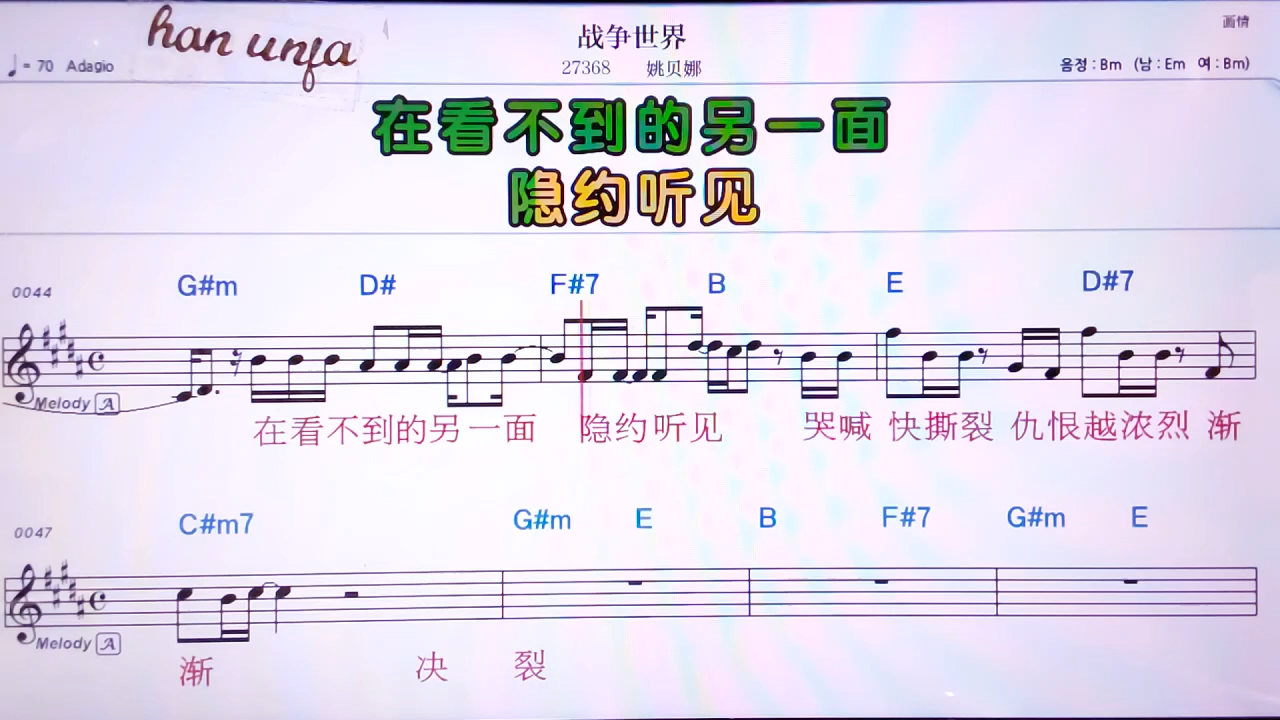 han unfa
画情
战争世界
♩= 70 Adagio
27368 姚贝娜
음정 : Bm (남 : Em 여 : Bm)
在看不到的另一面
隐约听见
0044 G#m D# F#7 B E D#7
Melody A
在看不到的另一面 隐约听见 哭喊 快撕裂 仇恨越浓烈 渐
0047 C#m7 G#m E B F#7 G#m E
Melody A
渐 决 裂